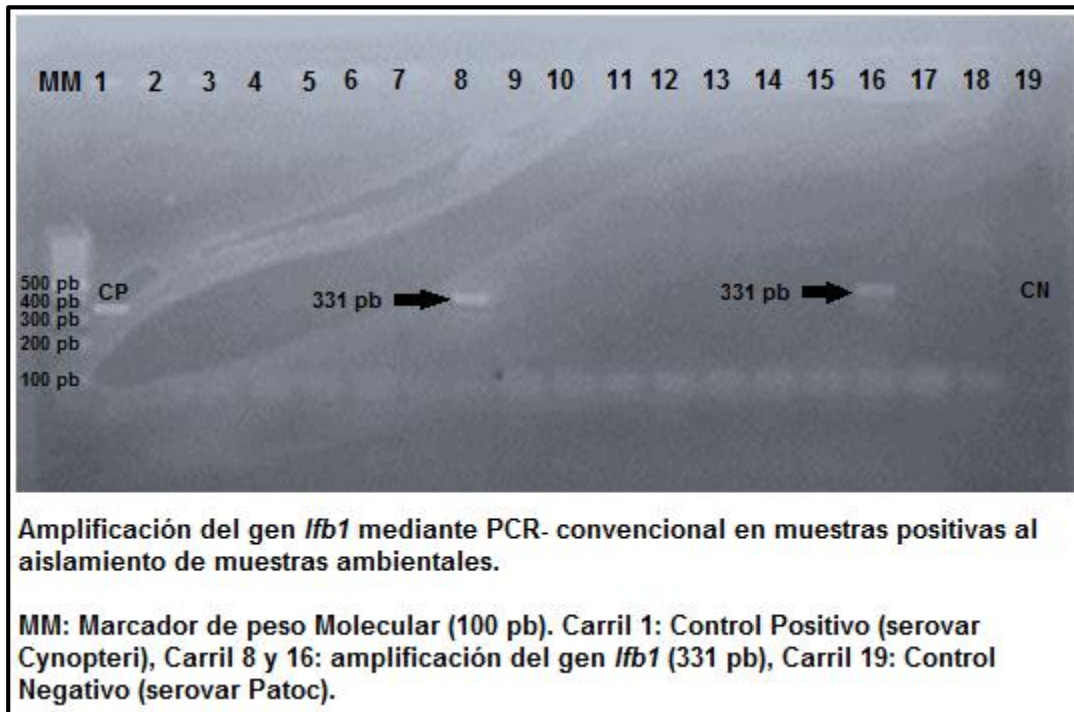 MM 1 2 3 4 5 6 7 8 9 10 11 12 13 14 15 16 17 18 19
500 pb
400 pb
300 pb
200 pb
100 pb
CP
331 pb
331 pb
CN
Amplificación del gen lfb1 mediante PCR- convencional en muestras positivas al
aislamiento de muestras ambientales.
MM: Marcador de peso Molecular (100 pb). Carril 1: Control Positivo (serovar
Cynopteri), Carril 8 y 16: amplificación del gen lfb1 (331 pb), Carril 19: Control
Negativo (serovar Patoc).